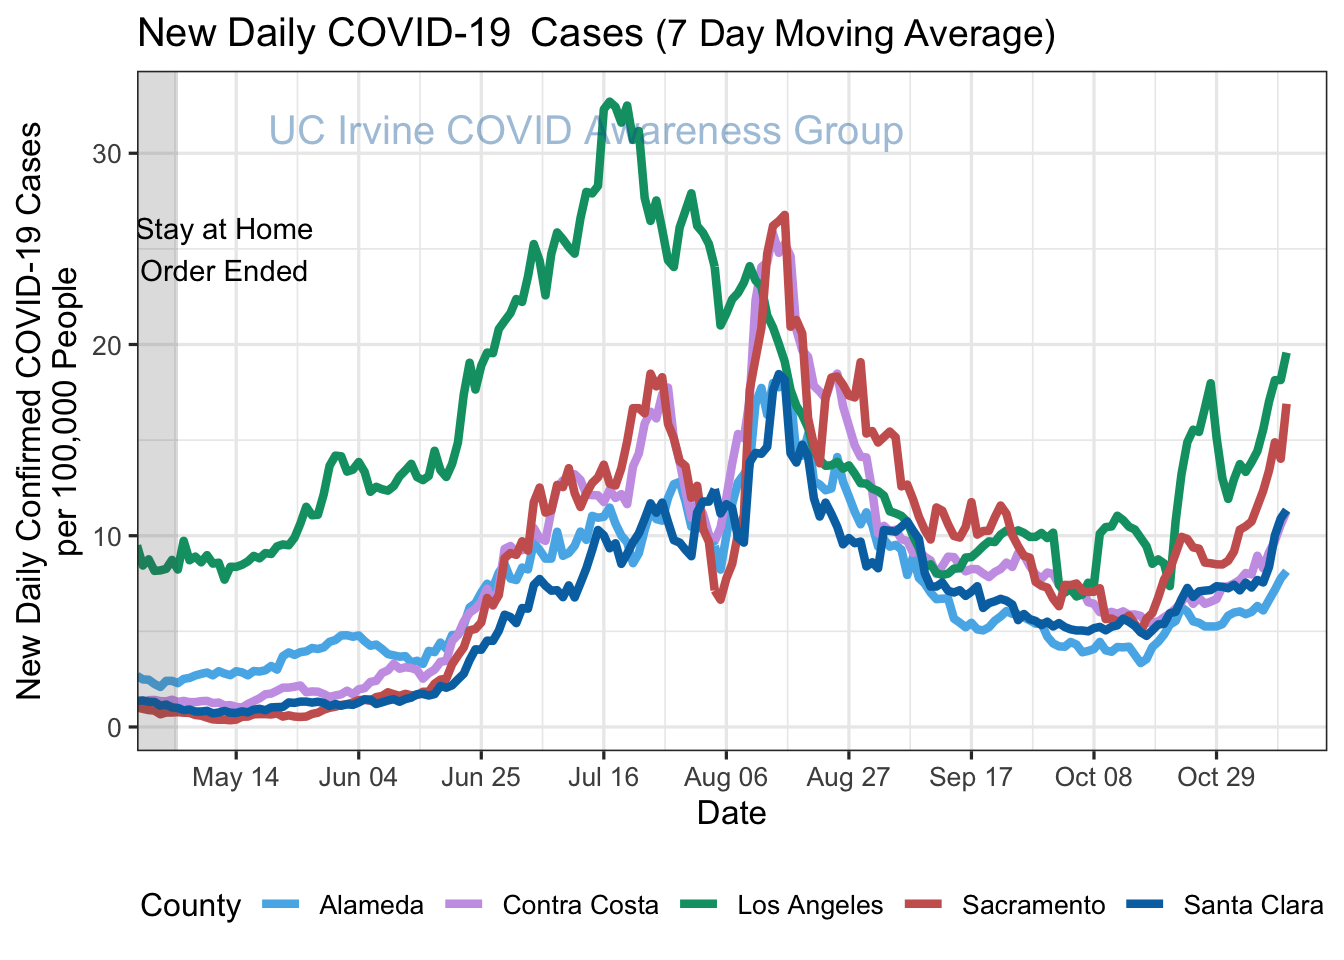 New Daily COVID-19  Cases (7 Day Moving Average)
UC Irvine COVID Awareness Group
Stay at Home
Order Ended
New Daily Confirmed COVID-19 Cases
per 100,000 People
30
20
10
0
May 14 Jun 04 Jun 25 Jul 16 Aug 06 Aug 27 Sep 17 Oct 08 Oct 29
Date
County Alameda Contra Costa Los Angeles Sacramento Santa Clara